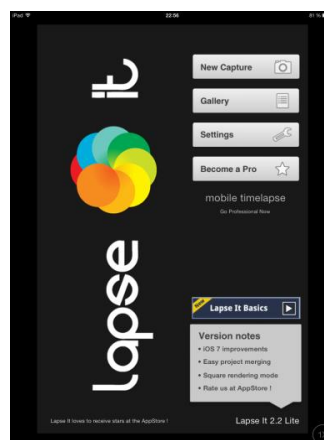 iPad
22:56
81 %
lapse it
New Capture
Gallery
Settings
Become a Pro
mobile timelapse
Go Professional Now
Lapse It Basics
Version notes
• iOS 7 improvements
• Easy project merging
• Square rendering mode
• Rate us at AppStore !
Lapse It loves to receive stars at the AppStore !
Lapse It 2.2 Lite